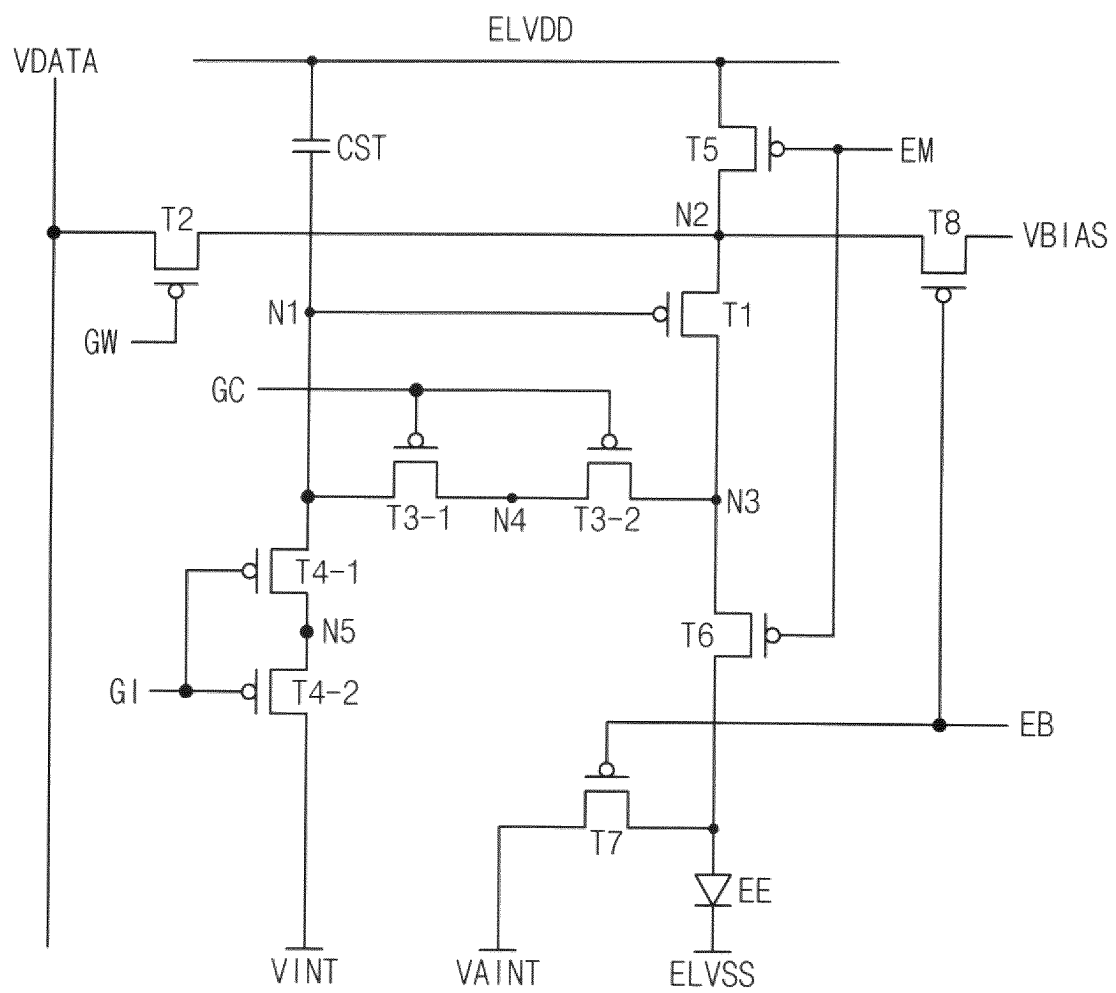 ELVDD
VDATA
CST
T5
EM
T2
N2
T8
VBIAS
N1
T1
GW
GC
T3-1
N4
T3-2
N3
T4-1
N5
T6
GI
T4-2
EB
T7
EE
VINT
VAINT
ELVSS